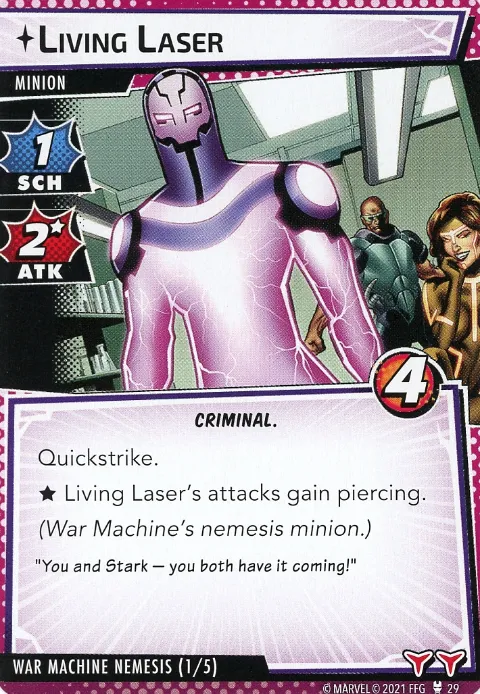 LIVING LASER
MINION
1
SCH
2★
ATK
4
CRIMINAL.
Quickstrike.
★ Living Laser's attacks gain piercing.
(War Machine's nemesis minion.)
"You and Stark — you both have it coming!"
WAR MACHINE NEMESIS (1/5)
© MARVEL © 2021 FFG 29